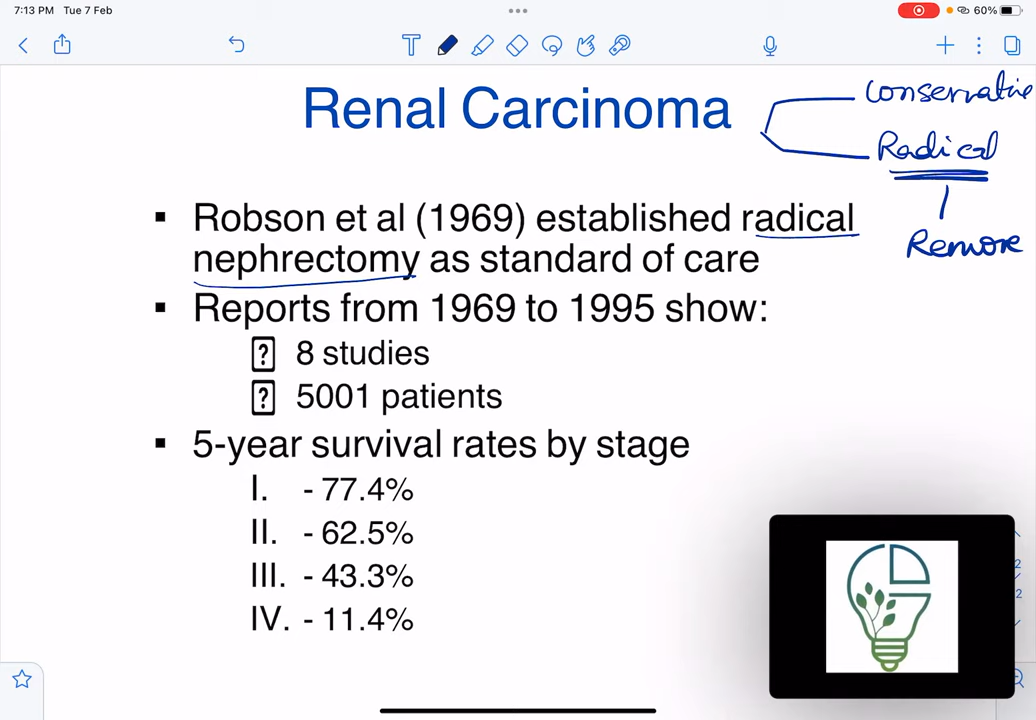 7:13 PM Tue 7 Feb
60%
Renal Carcinoma
Conservative
Radical
Remove
▪ Robson et al (1969) established radical
nephrectomy as standard of care
▪ Reports from 1969 to 1995 show:
8 studies
5001 patients
▪ 5-year survival rates by stage
I. - 77.4%
II. - 62.5%
III. - 43.3%
IV. - 11.4%